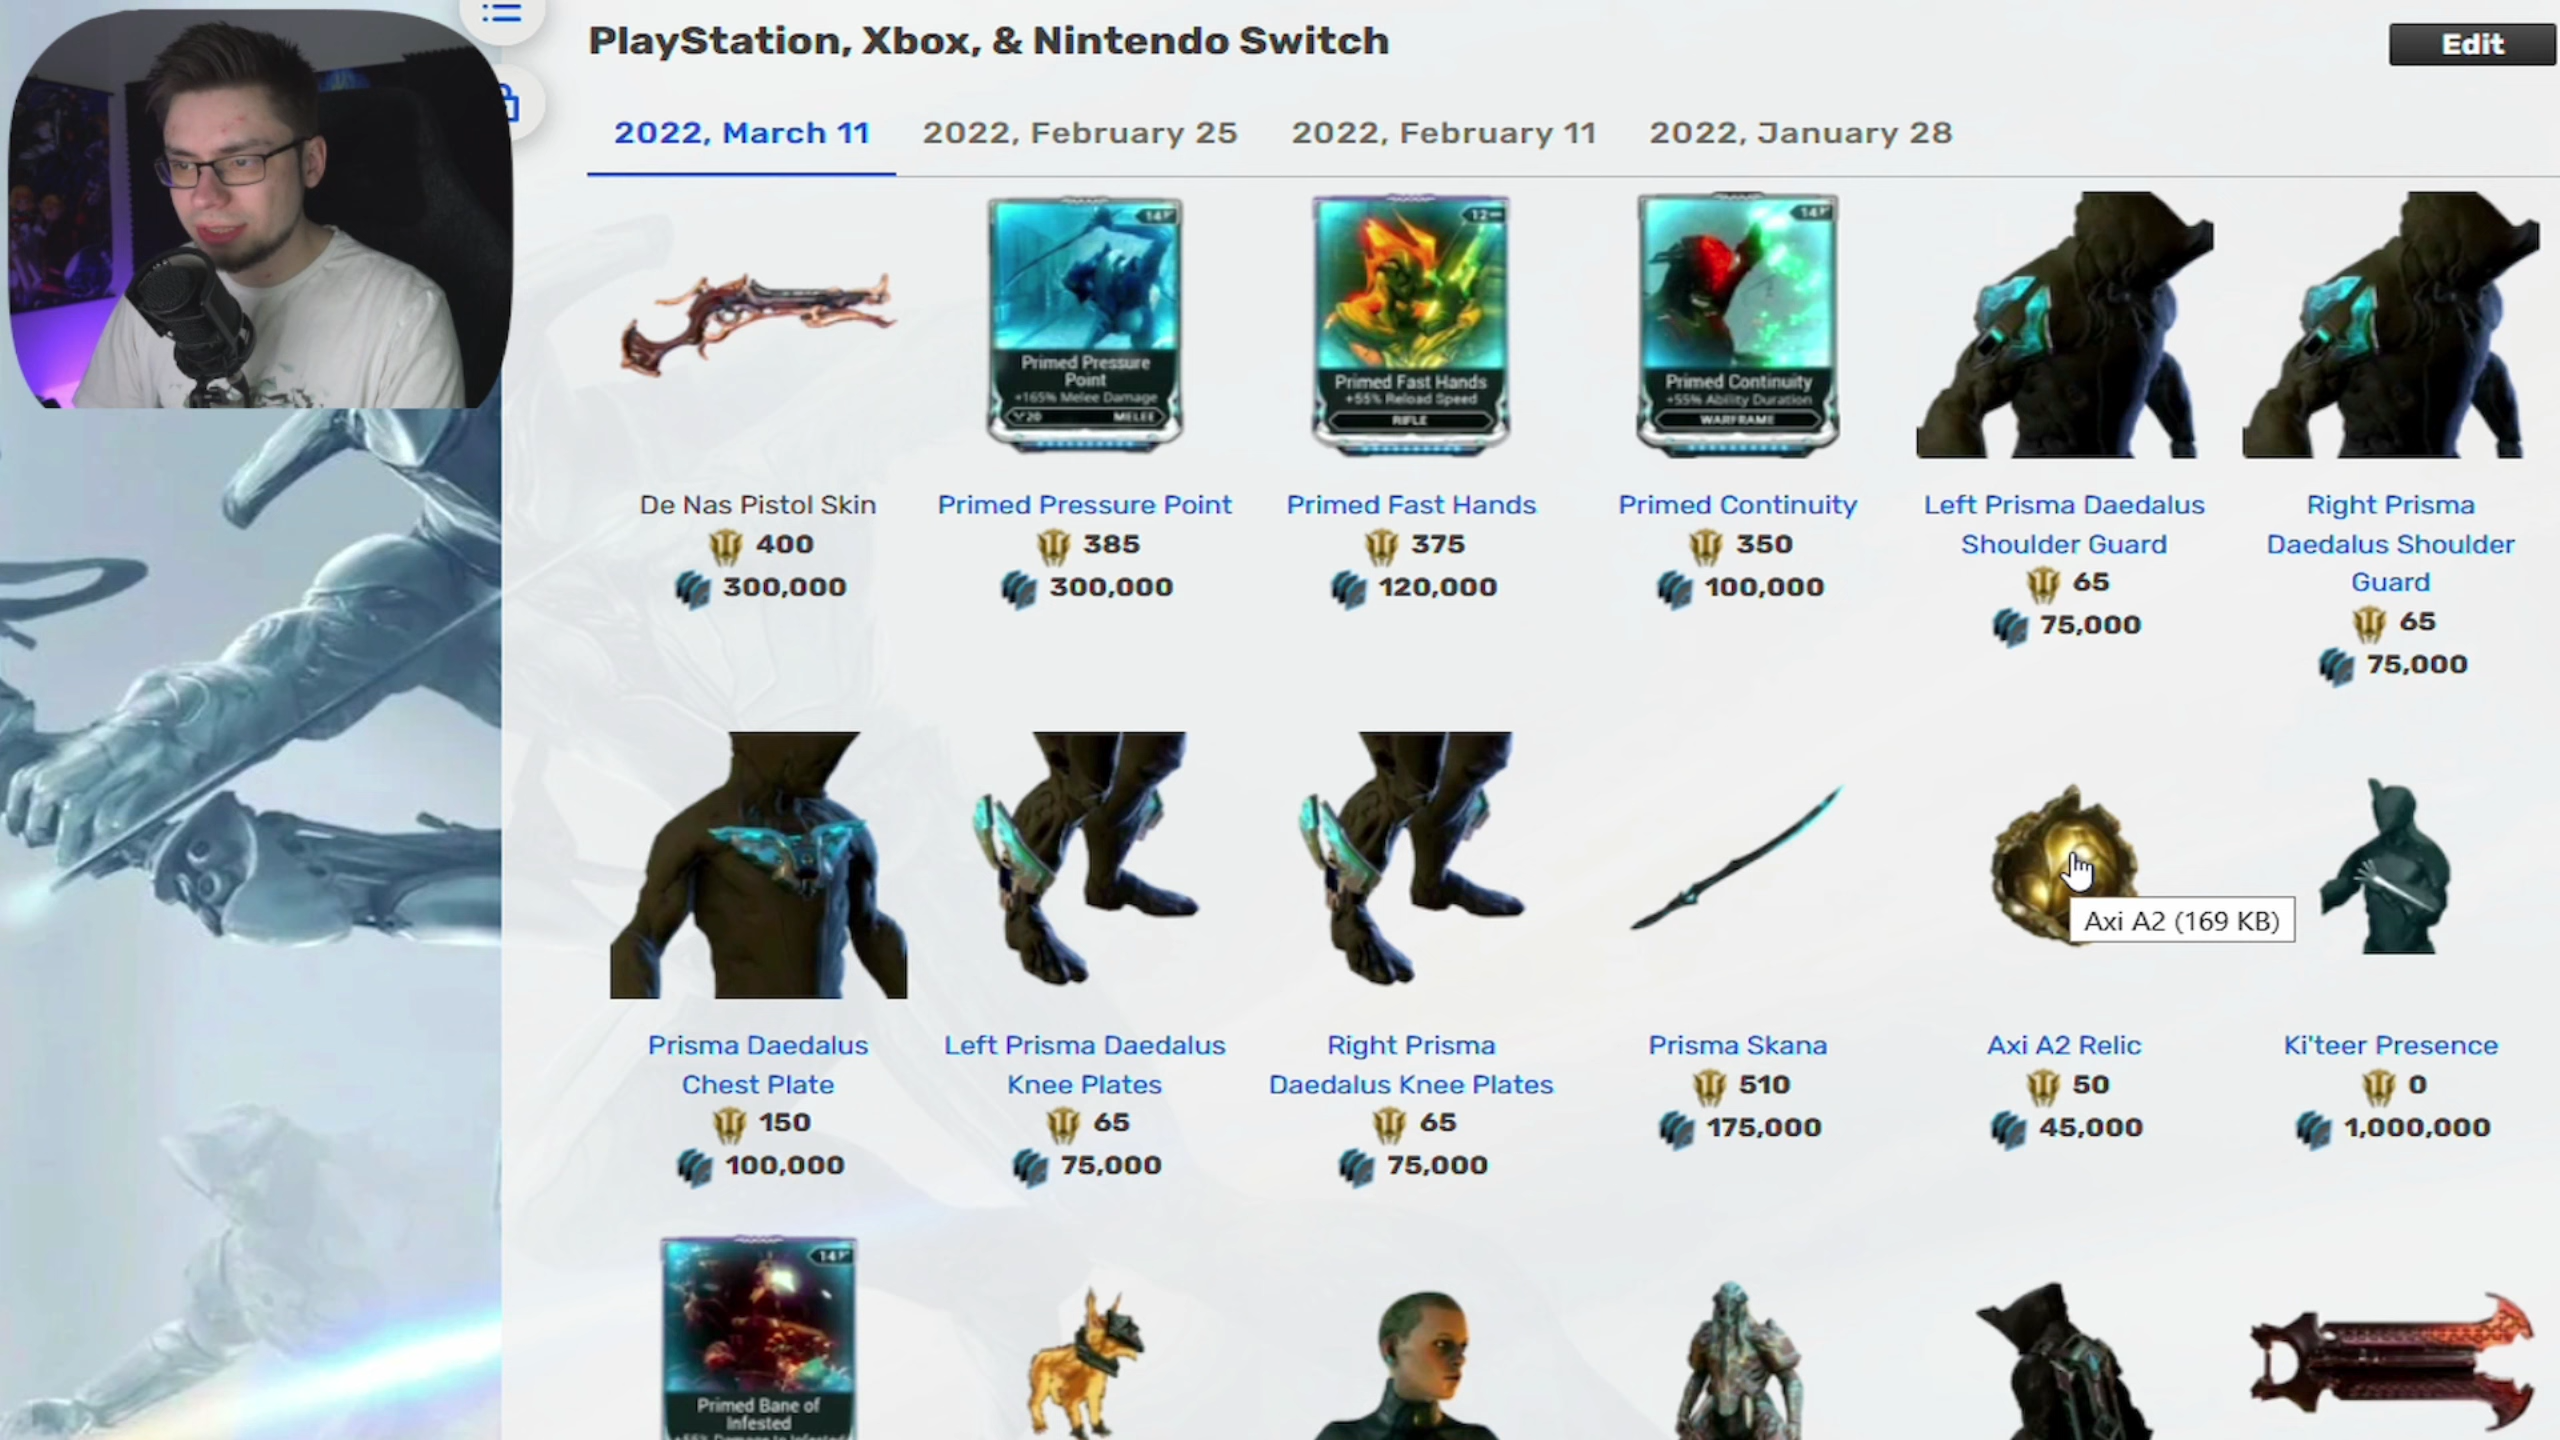 PlayStation, Xbox, & Nintendo Switch
Edit
2022, March 11
2022, February 25
2022, February 11
2022, January 28
14
12
14
Primed Pressure
Point
+165% Melee Damage
20 MELEE
Primed Fast Hands
+55% Reload Speed
RIFLE
Primed Continuity
+55% Ability Duration
WARFRAME
De Nas Pistol Skin
400
300,000
Primed Pressure Point
385
300,000
Primed Fast Hands
375
120,000
Primed Continuity
350
100,000
Left Prisma Daedalus
Shoulder Guard
65
75,000
Right Prisma
Daedalus Shoulder
Guard
65
75,000
Axi A2 (169 KB)
Prisma Daedalus
Chest Plate
150
100,000
Left Prisma Daedalus
Knee Plates
65
75,000
Right Prisma
Daedalus Knee Plates
65
75,000
Prisma Skana
510
175,000
Axi A2 Relic
50
45,000
Ki'teer Presence
0
1,000,000
14
Primed Bane of
Infested